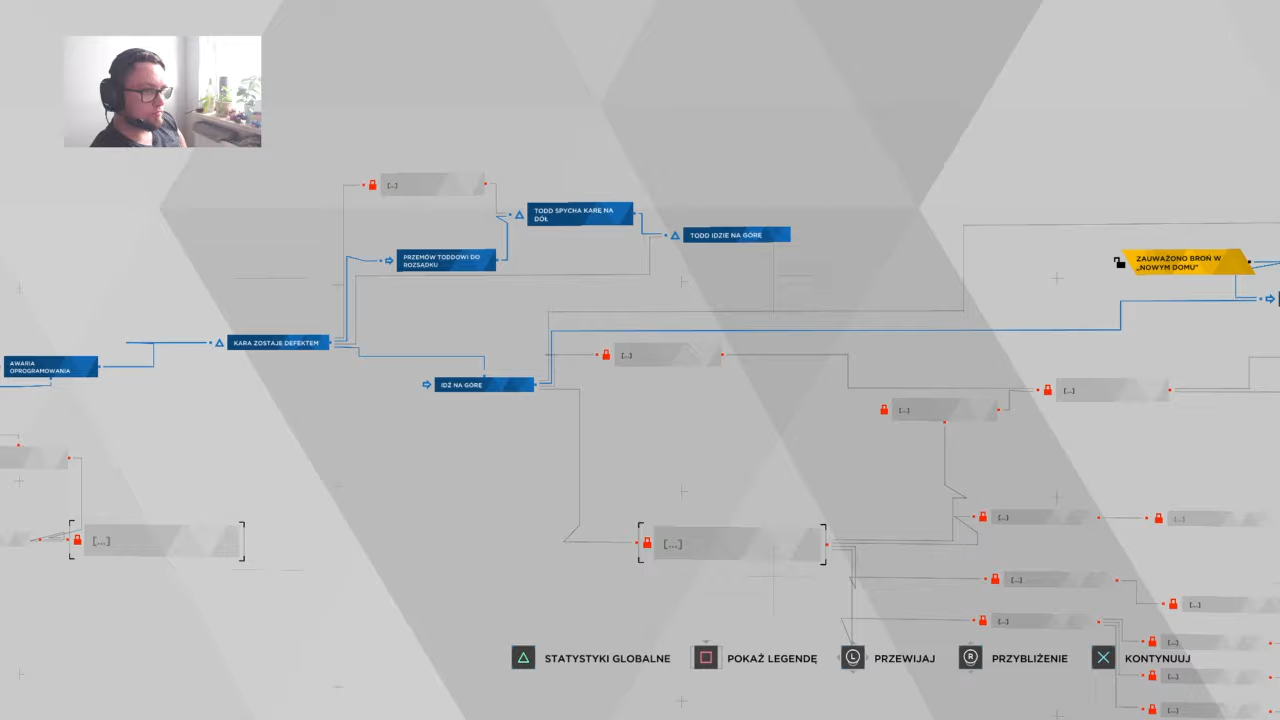 [...]
TODD SPYCHA KARĘ NA
DÓŁ
TODD IDZIE NA GÓRĘ
PRZEMÓW TODDOWI DO
ROZSĄDKU
ZAUWAŻONO BROŃ W
„NOWYM DOMU”
KARA ZOSTAJE DEFEKTEM
[...]
AWARIA
OPROGRAMOWANIA
IDŹ NA GÓRĘ
[...]
[...]
[...]
[...]
[...]
[...]
[...]
[...]
[...]
[...]
[...]
[...]
STATYSTYKI GLOBALNE
POKAŻ LEGENDĘ
L
PRZEWIJAJ
R
PRZYBLIŻENIE
KONTYNUUJ